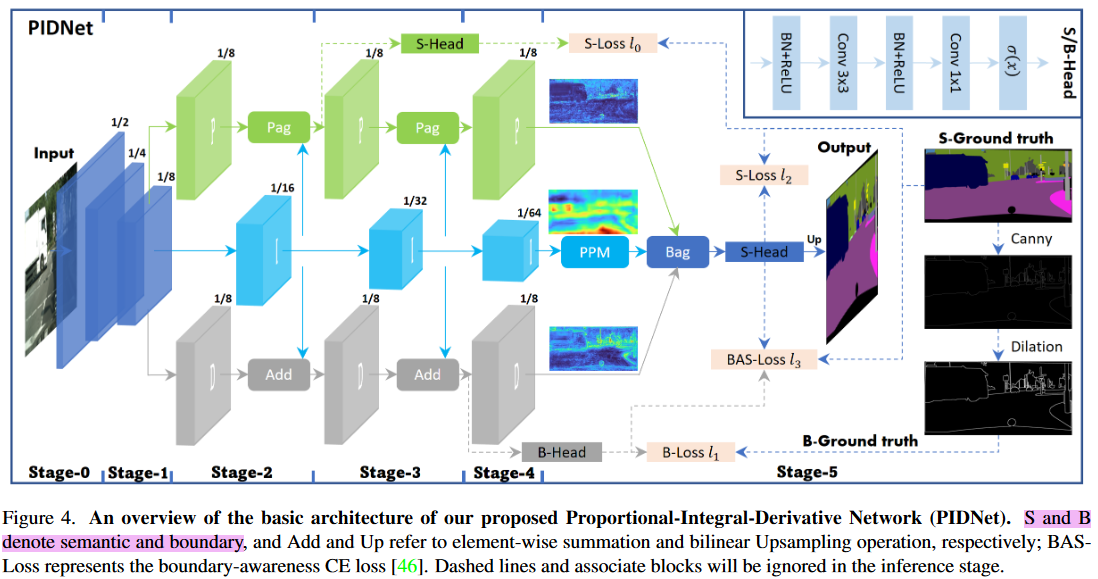 PIDNet
Input
1/2
1/4
1/8
1/8
P
Pag
1/8
P
Pag
1/8
P
S-Head
S-Loss l₀
BN+ReLU
Conv 3x3
BN+ReLU
Conv 1x1
σ(x)
S/B-Head
1/16
I
1/32
I
1/64
I
PPM
Bag
S-Head
Up
Output
S-Loss l₂
BAS-Loss l₃
1/8
D
Add
1/8
D
Add
1/8
D
B-Head
B-Loss l₁
S-Ground truth
Canny
Dilation
B-Ground truth
Stage-0
Stage-1
Stage-2
Stage-3
Stage-4
Stage-5
Figure 4. An overview of the basic architecture of our proposed Proportional-Integral-Derivative Network (PIDNet). S and B
denote semantic and boundary, and Add and Up refer to element-wise summation and bilinear Upsampling operation, respectively; BAS-
Loss represents the boundary-awareness CE loss [46]. Dashed lines and associate blocks will be ignored in the inference stage.